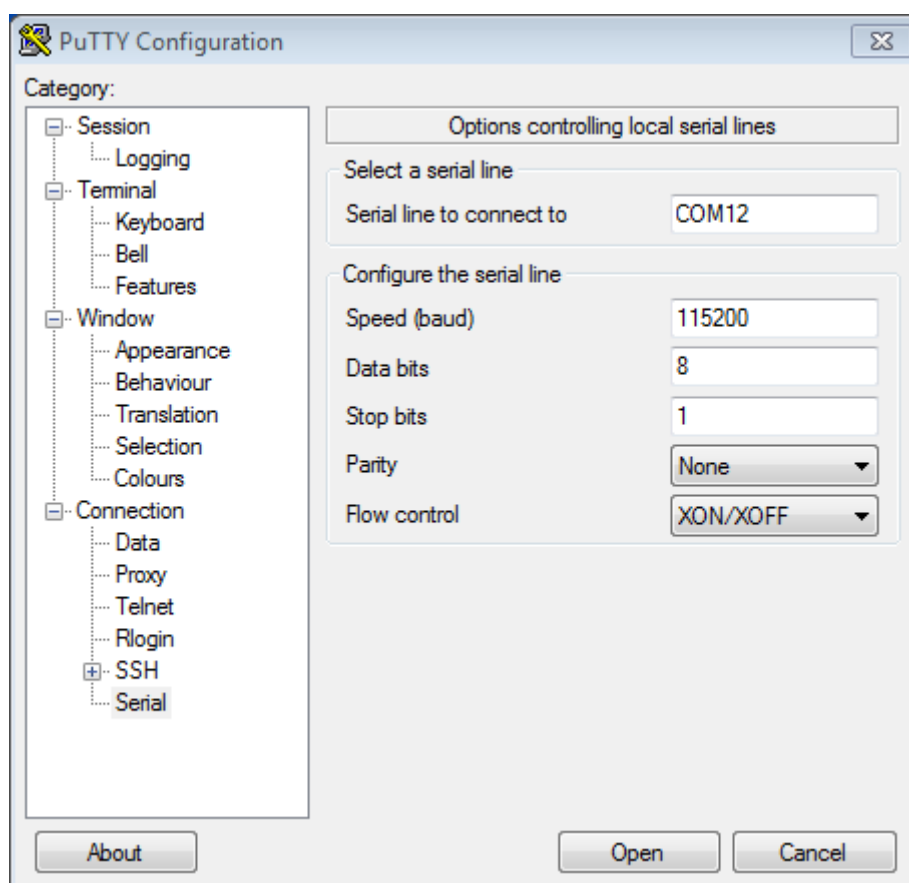 PuTTY Configuration
Category:
Session
Logging
Terminal
Keyboard
Bell
Features
Window
Appearance
Behaviour
Translation
Selection
Colours
Connection
Data
Proxy
Telnet
Rlogin
SSH
Serial
Options controlling local serial lines
Select a serial line
Serial line to connect to COM12
Configure the serial line
Speed (baud) 115200
Data bits 8
Stop bits 1
Parity None
Flow control XON/XOFF
About Open Cancel